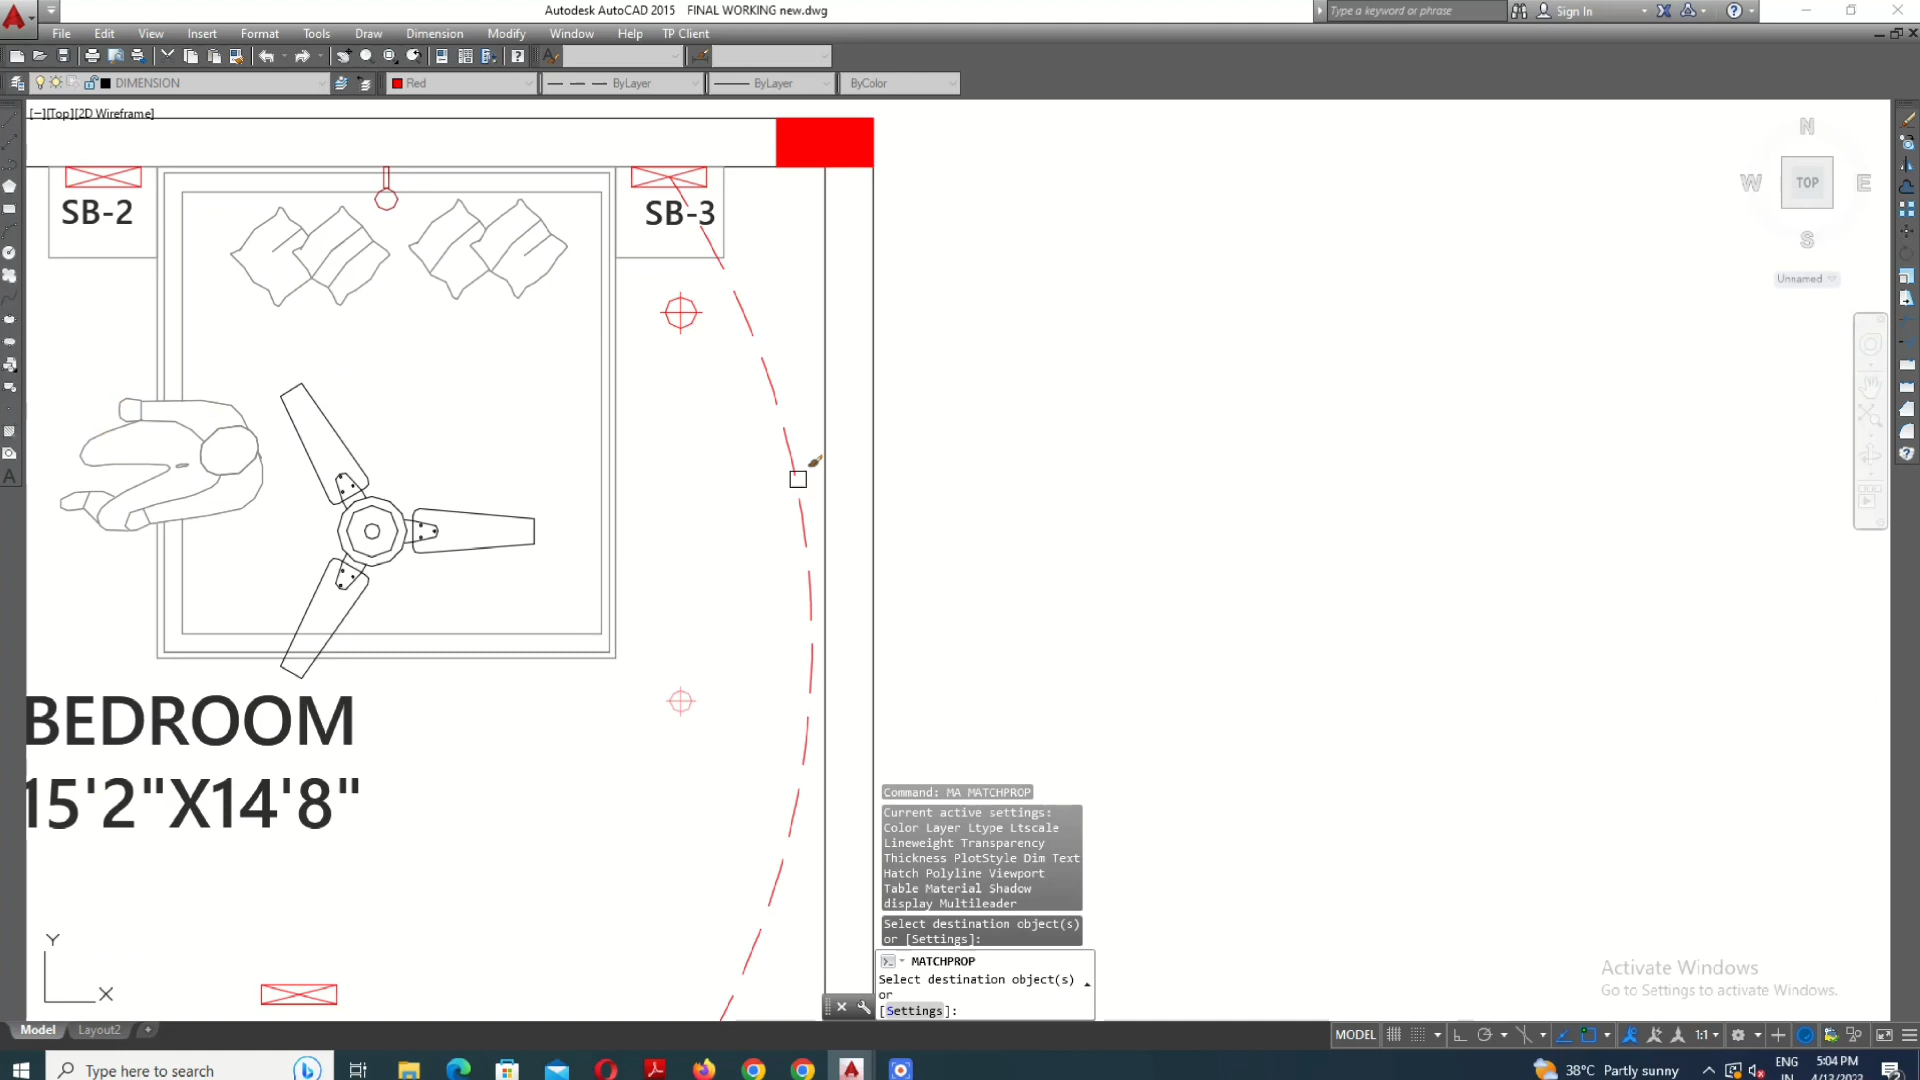 Autodesk AutoCAD 2015 FINAL WORKING new.dwg
Type a keyword or phrase
Sign In
File Edit View Insert Format Tools Draw Dimension Modify Window Help TP Client
DIMENSION Red ByLayer ByLayer ByColor
[−][Top][2D Wireframe]
N
W TOP E
S
Unnamed
SB-2
SB-3
BEDROOM
15'2"X14'8"
Y
X
Command: MA MATCHPROP
Current active settings:
Color Layer Ltype Ltscale
Lineweight Transparency
Thickness PlotStyle Dim Text
Hatch Polyline Viewport
Table Material Shadow
display Multileader
Select destination object(s)
or [Settings]:
MATCHPROP
Select destination object(s)
or
[Settings]:
Activate Windows
Go to Settings to activate Windows.
Model Layout2 +
MODEL 1:1
Type here to search
38°C Partly sunny
ENG
IN
5:04 PM